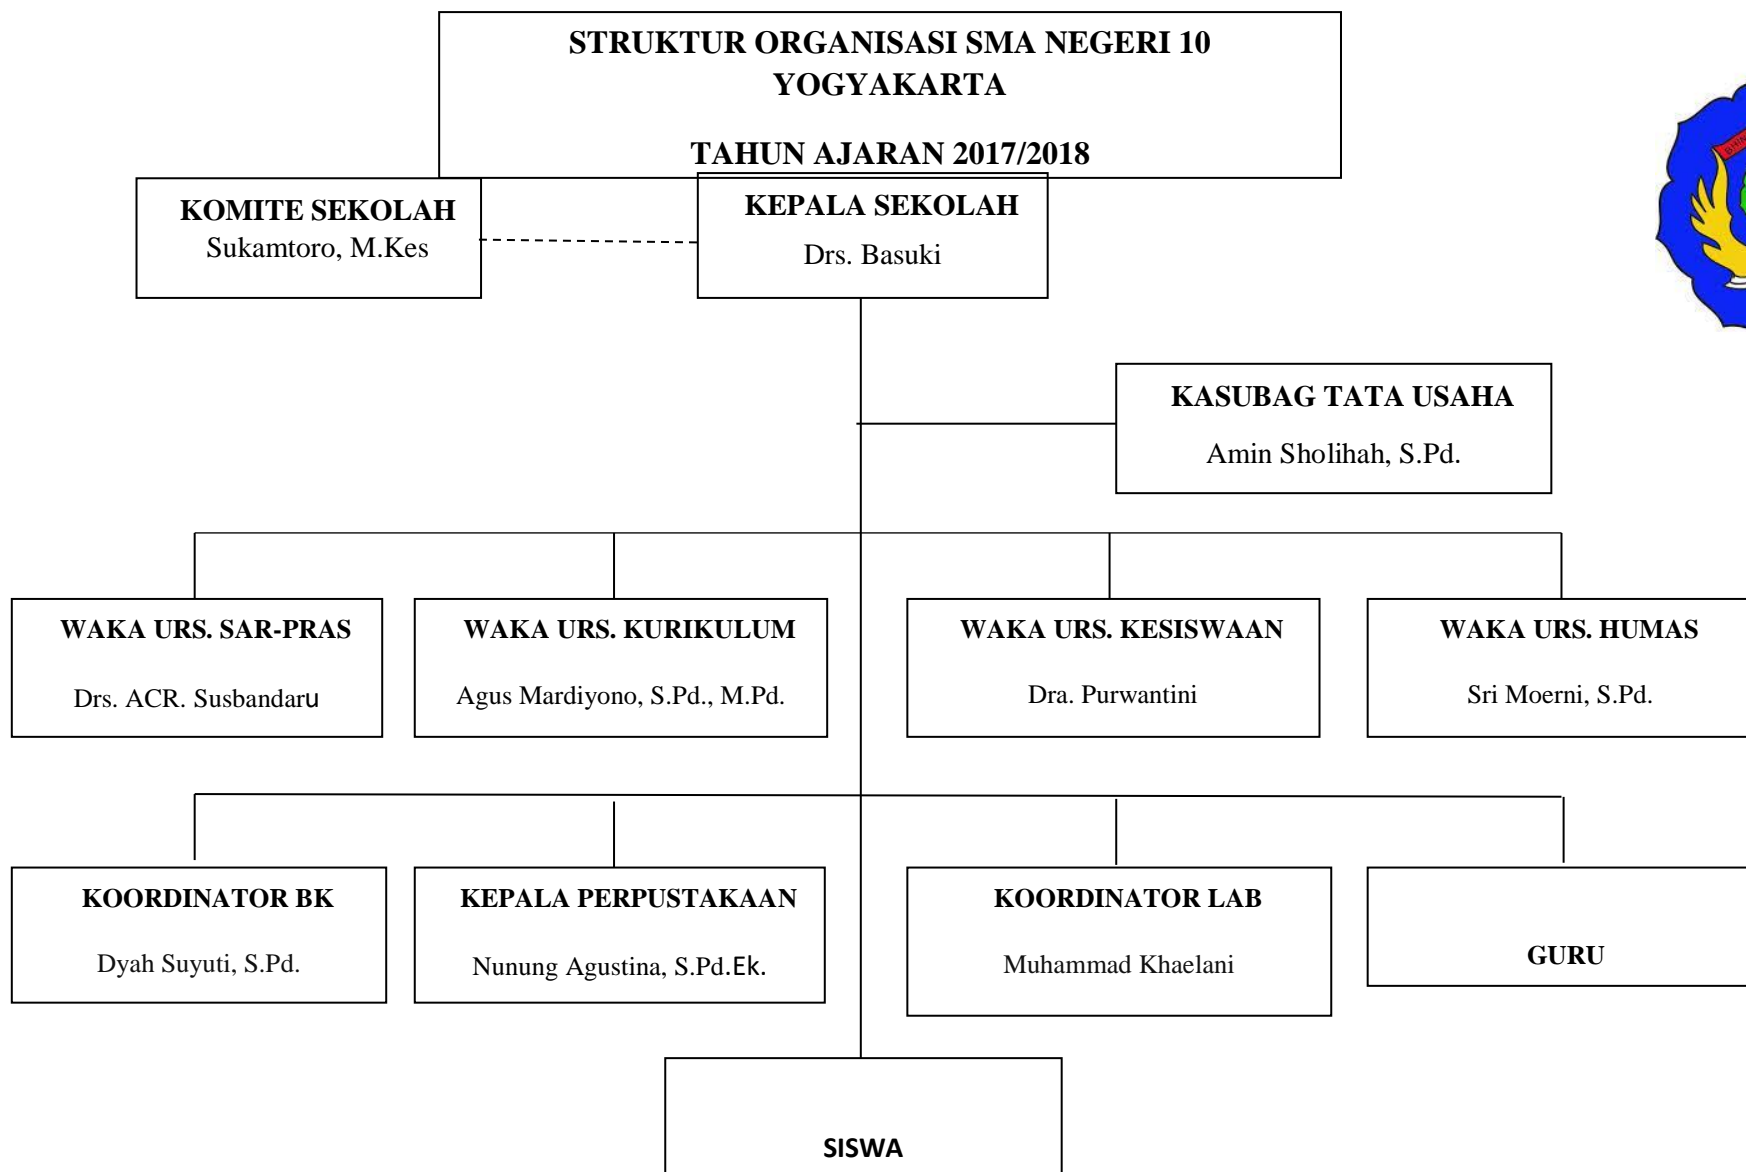 STRUKTUR ORGANISASI SMA NEGERI 10
YOGYAKARTA
TAHUN AJARAN 2017/2018
KOMITE SEKOLAH
Sukamtoro, M.Kes
KEPALA SEKOLAH
Drs. Basuki
KASUBAG TATA USAHA
Amin Sholihah, S.Pd.
WAKA URS. SAR-PRAS
Drs. ACR. Susbandaru
WAKA URS. KURIKULUM
Agus Mardiyono, S.Pd., M.Pd.
WAKA URS. KESISWAAN
Dra. Purwantini
WAKA URS. HUMAS
Sri Moerni, S.Pd.
KOORDINATOR BK
Dyah Suyuti, S.Pd.
KEPALA PERPUSTAKAAN
Nunung Agustina, S.Pd.Ek.
KOORDINATOR LAB
Muhammad Khaelani
GURU
SISWA